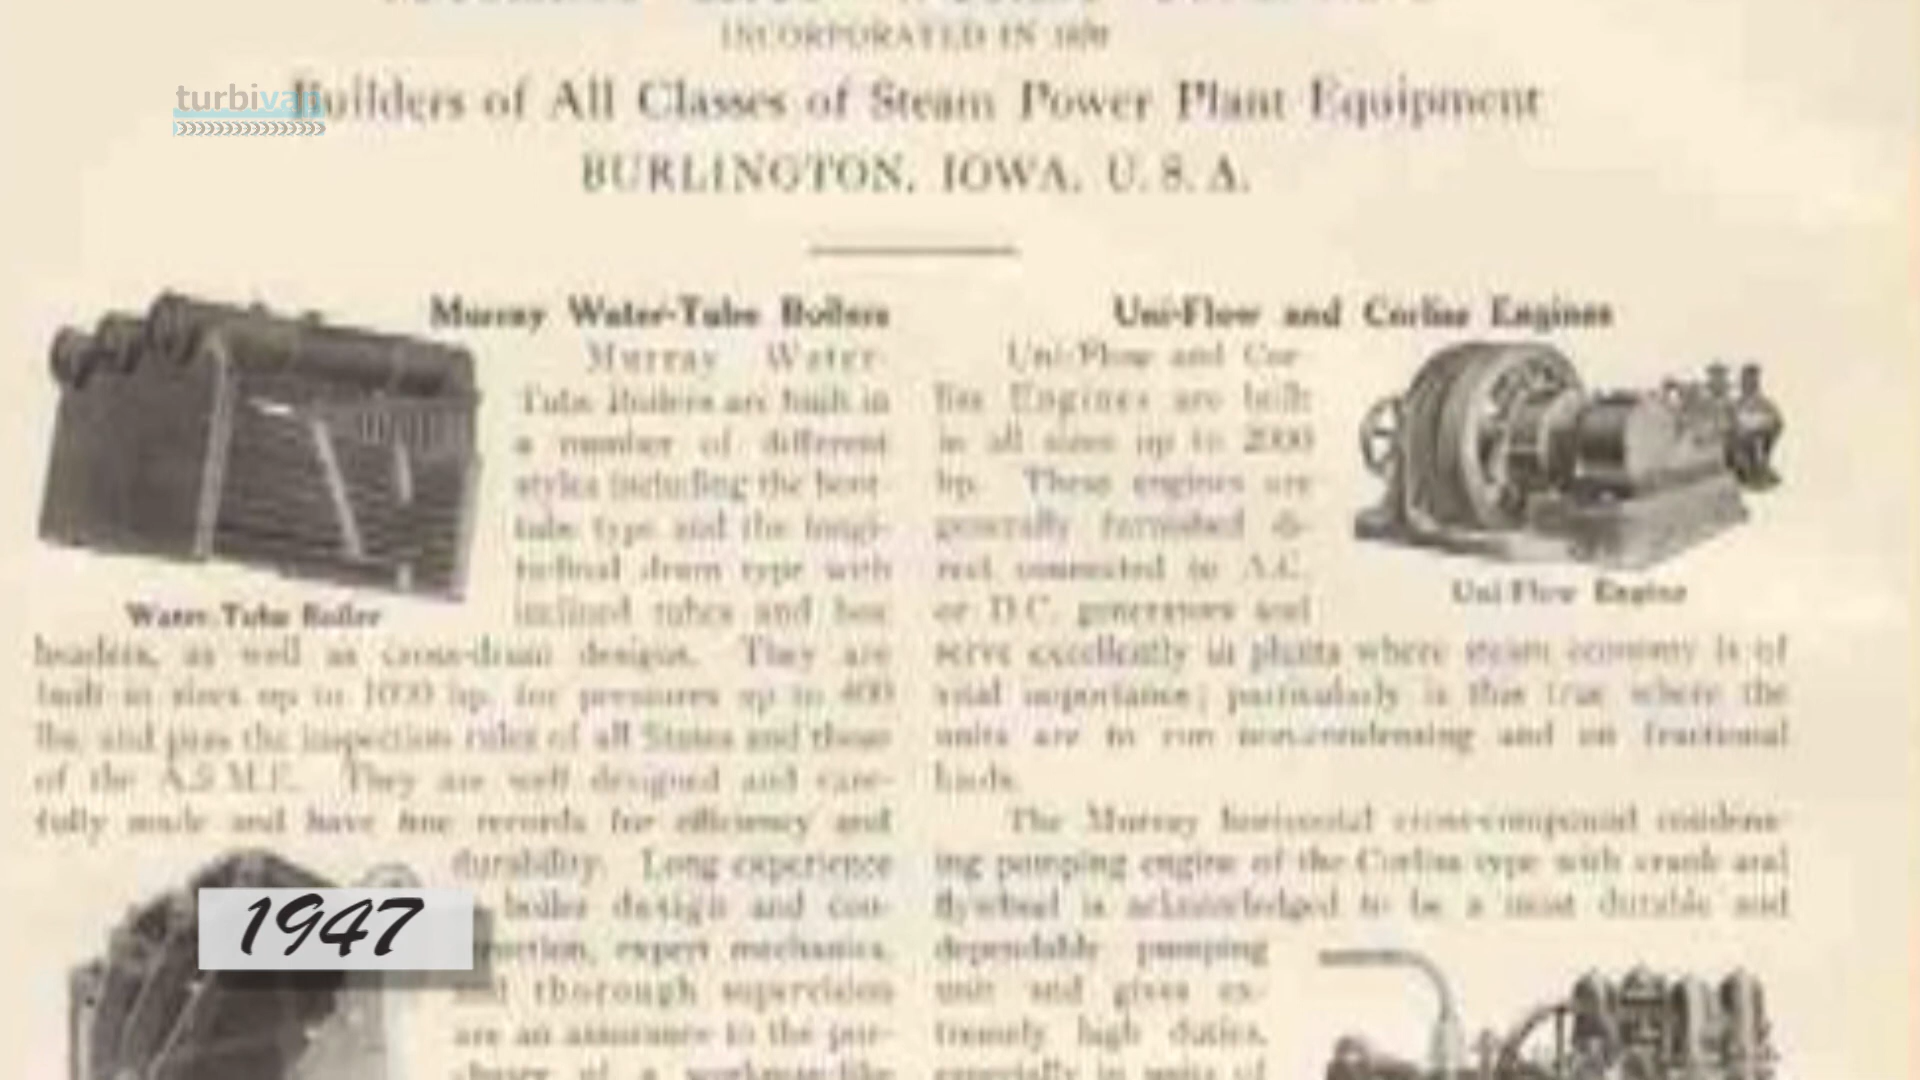 INCORPORATED IN 1870
turbivan
Builders of All Classes of Steam Power Plant Equipment
BURLINGTON, IOWA, U. S. A.
Murray Water-Tube Boilers
Murray Water-
Tube Boilers are built in
a number of different
styles including the bent-
tube type and the longi-
tudinal drum type with
inclined tubes and box
Water-Tube Boiler
headers, as well as cross-drum designs. They are
built in sizes up to 1000 hp. for pressures up to 400
lbs. and pass the inspection rules of all States and those
of the A.S.M.E. They are well designed and care-
fully made and have fine records for efficiency and
durability. Long experience
boiler design and con-
expert mechanics,
and thorough supervision
are an assurance to the pur-
of a workman-like
1947
Uni-Flow and Corliss Engines
Uni-Flow and Cor-
liss Engines are built
in all sizes up to 2000
hp. These engines are
generally furnished di-
rect connected to A.C.
or D.C. generators and
Uni-Flow Engine
serve excellently in plants where steam economy is of
vital importance; particularly is this true where the
units are to run non-condensing and on fractional
loads.
The Murray horizontal cross-compound condens-
ing pumping engine of the Corliss type with crank and
flywheel is acknowledged to be a most durable and
dependable pumping
unit and gives ex-
tremely high duties,
especially in units of